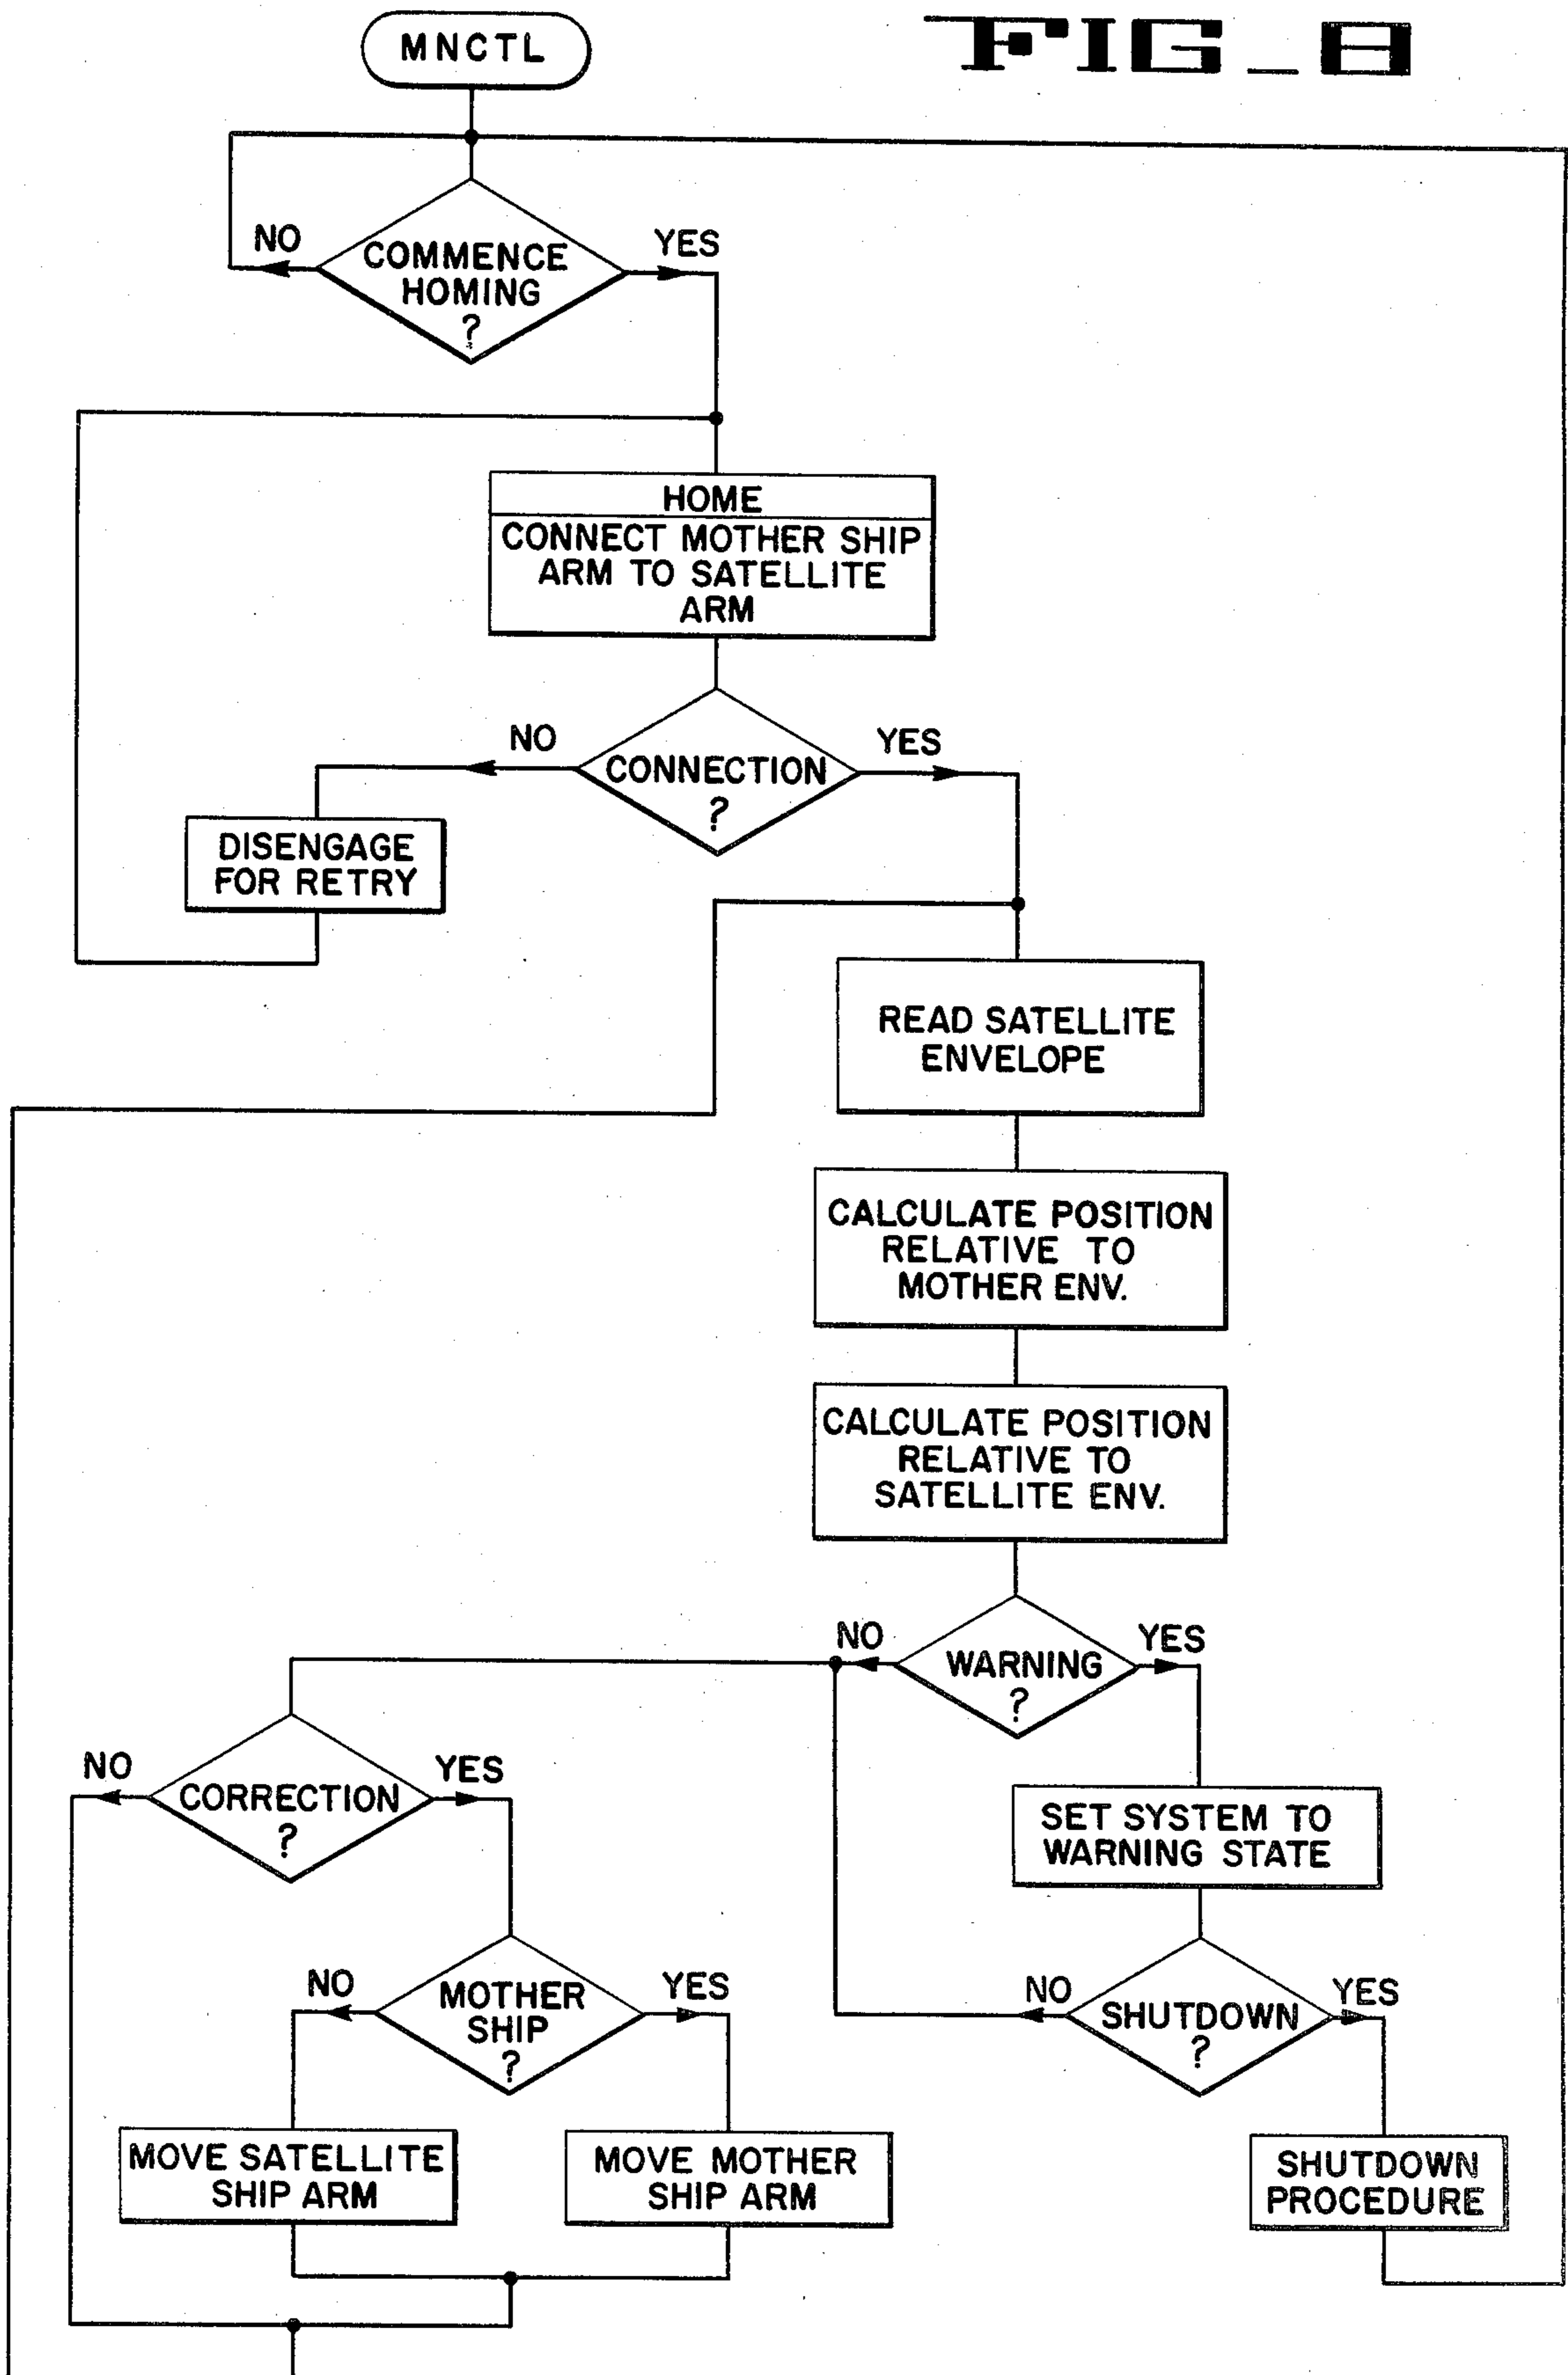 FIG_8
MNCTL
NO
YES
COMMENCE
HOMING
?
HOME
CONNECT MOTHER SHIP
ARM TO SATELLITE
ARM
NO
YES
CONNECTION
?
DISENGAGE
FOR RETRY
READ SATELLITE
ENVELOPE
CALCULATE POSITION
RELATIVE TO
MOTHER ENV.
CALCULATE POSITION
RELATIVE TO
SATELLITE ENV.
NO
YES
WARNING
?
NO
YES
CORRECTION
?
SET SYSTEM TO
WARNING STATE
NO
YES
MOTHER
SHIP
?
NO
YES
SHUTDOWN
?
MOVE SATELLITE
SHIP ARM
MOVE MOTHER
SHIP ARM
SHUTDOWN
PROCEDURE